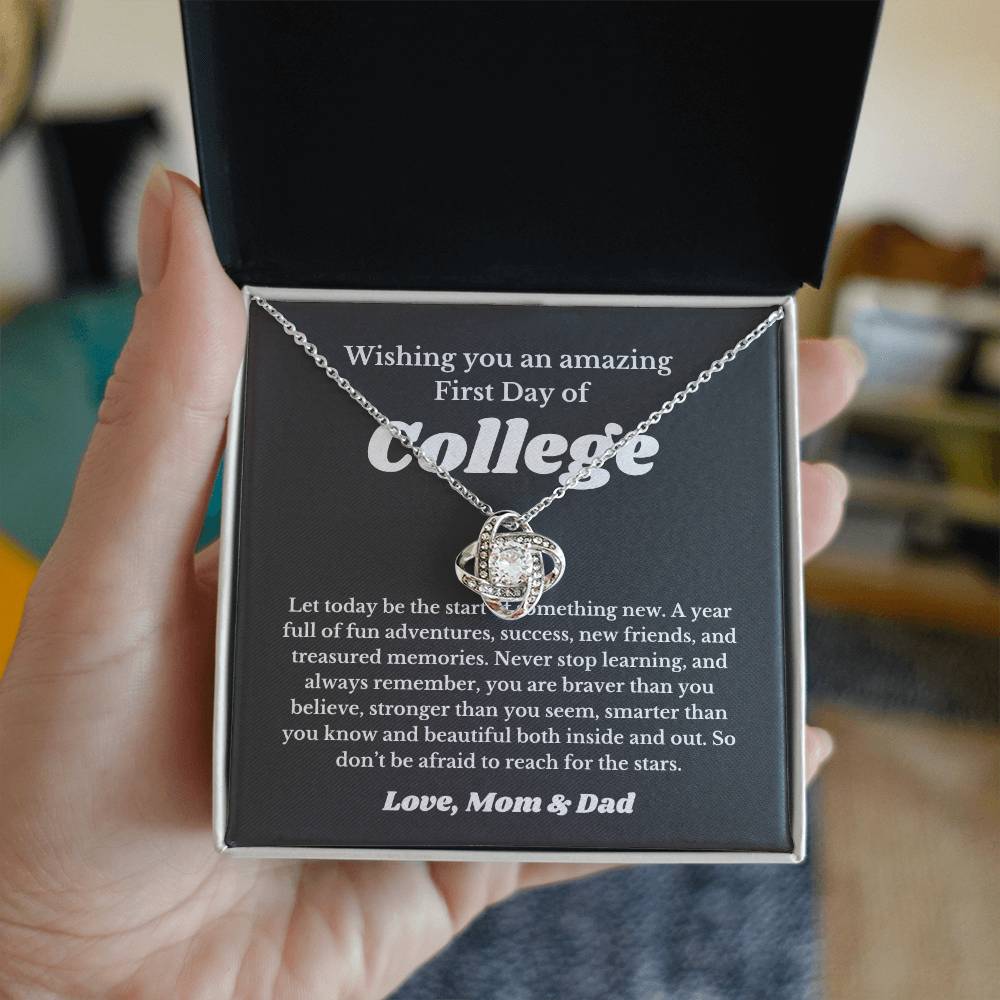 Wishing you an amazing
First Day of
College
Let today be the start something new. A year
full of fun adventures, success, new friends, and
treasured memories. Never stop learning, and
always remember, you are braver than you
believe, stronger than you seem, smarter than
you know and beautiful both inside and out. So
don’t be afraid to reach for the stars.
Love, Mom & Dad